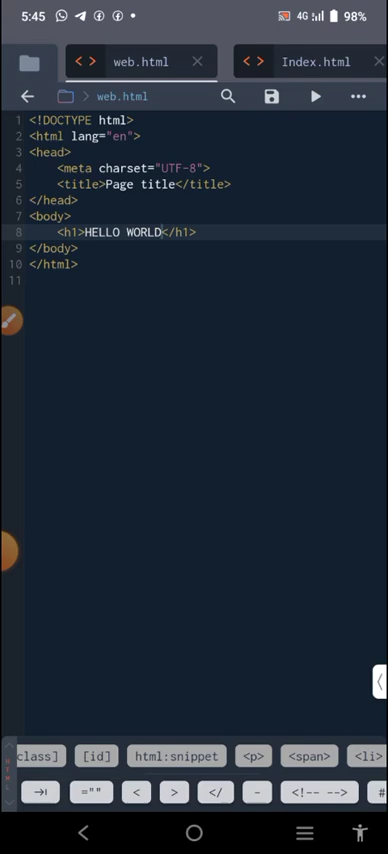 5:45 4G 98%
web.html Index.html
web.html
1 <!DOCTYPE html>
2 <html lang="en">
3 <head>
4 <meta charset="UTF-8">
5 <title>Page title</title>
6 </head>
7 <body>
8 <h1>HELLO WORLD</h1>
9 </body>
10 </html>
11
class] [id] html:snippet <p> <span> <li>
HTML
="" < > </ - <!-- --> #